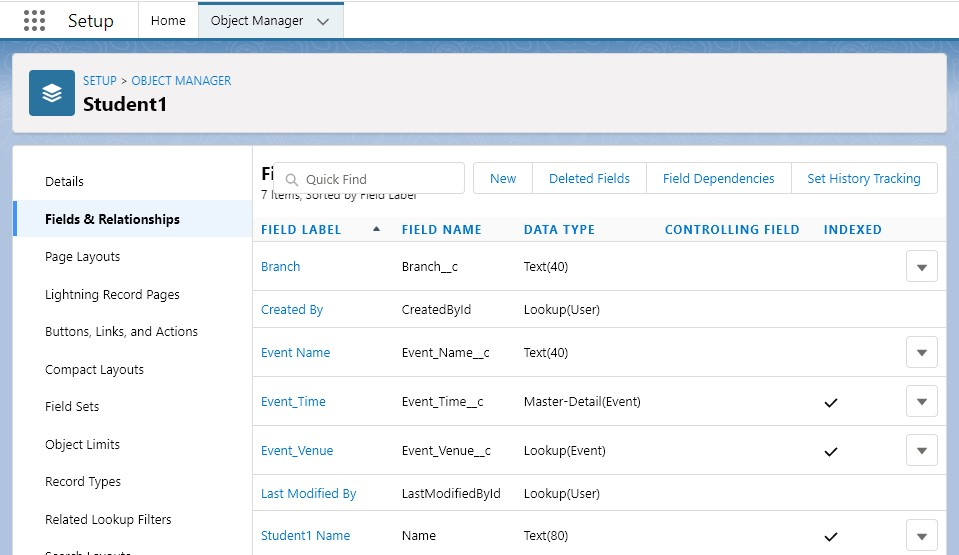 Setup
Home
Object Manager
SETUP > OBJECT MANAGER
Student1
Details
Fields & Relationships
Page Layouts
Lightning Record Pages
Buttons, Links, and Actions
Compact Layouts
Field Sets
Object Limits
Record Types
Related Lookup Filters
Search Layouts
Fi
Quick Find
New
Deleted Fields
Field Dependencies
Set History Tracking
7 Items, Sorted by Field Label
FIELD LABEL FIELD NAME DATA TYPE CONTROLLING FIELD INDEXED
Branch Branch__c Text(40)
Created By CreatedById Lookup(User)
Event Name Event_Name__c Text(40)
Event_Time Event_Time__c Master-Detail(Event)
Event_Venue Event_Venue__c Lookup(Event)
Last Modified By LastModifiedById Lookup(User)
Student1 Name Name Text(80)